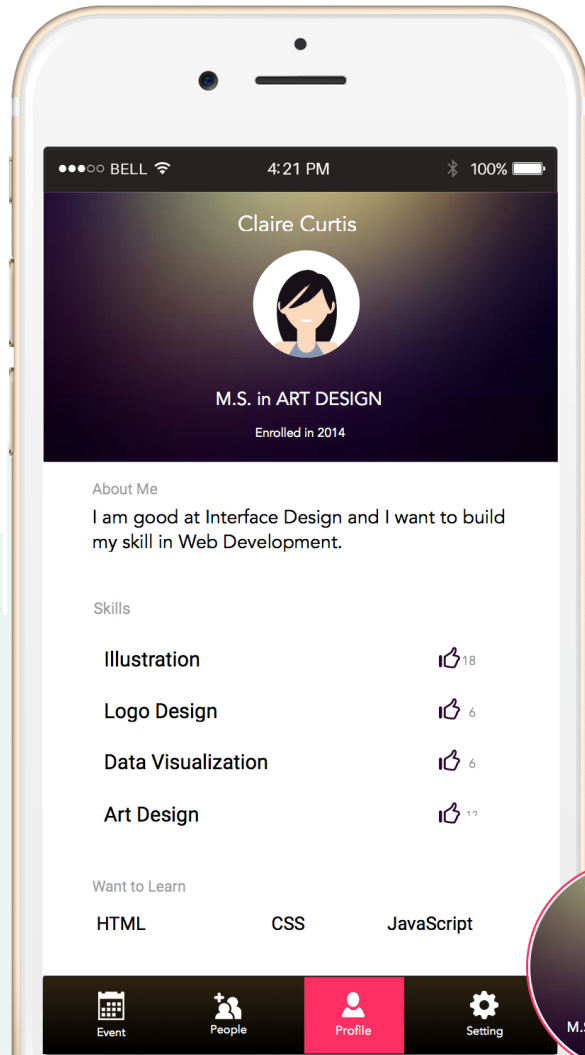 BELL 4:21 PM 100%
Claire Curtis
M.S. in ART DESIGN
Enrolled in 2014
About Me
I am good at Interface Design and I want to build
my skill in Web Development.
Skills
Illustration 18
Logo Design 6
Data Visualization 6
Art Design
Want to Learn
HTML CSS JavaScript
Event People Profile Setting